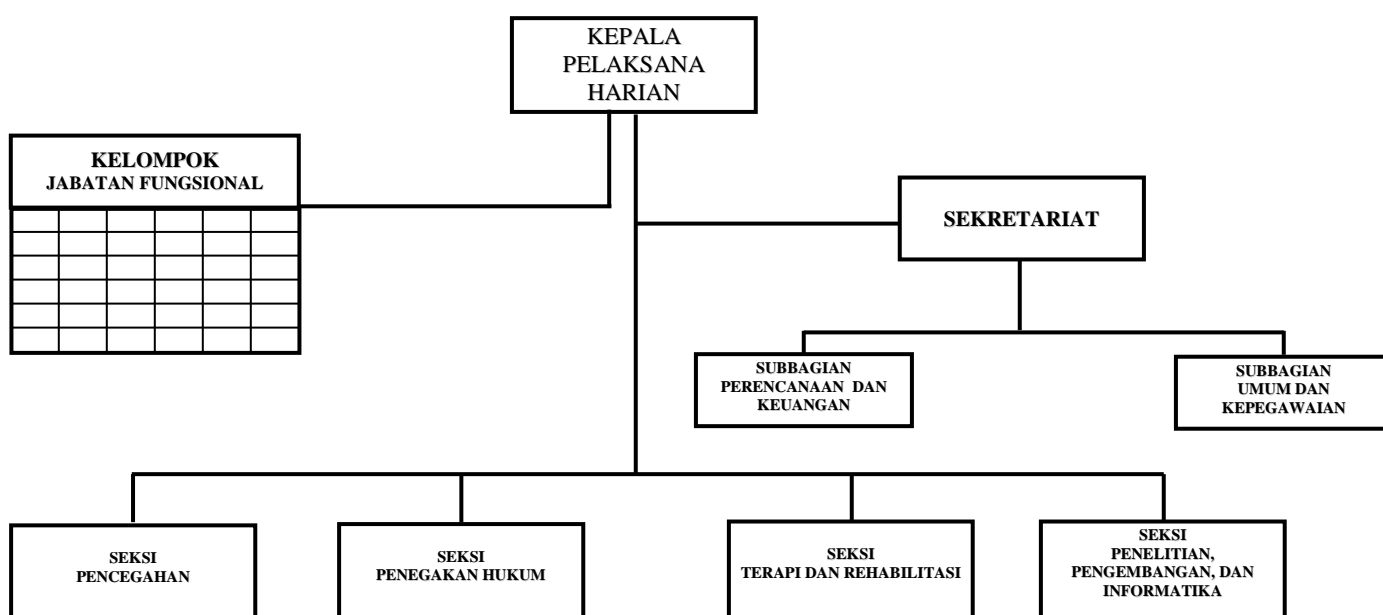 KEPALA
PELAKSANA
HARIAN
KELOMPOK
JABATAN FUNGSIONAL
SEKRETARIAT
SUBBAGIAN
PERENCANAAN DAN
KEUANGAN
SUBBAGIAN
UMUM DAN
KEPEGAWAIAN
SEKSI
PENCEGAHAN
SEKSI
PENEGAKAN HUKUM
SEKSI
TERAPI DAN REHABILITASI
SEKSI
PENELITIAN,
PENGEMBANGAN, DAN
INFORMATIKA